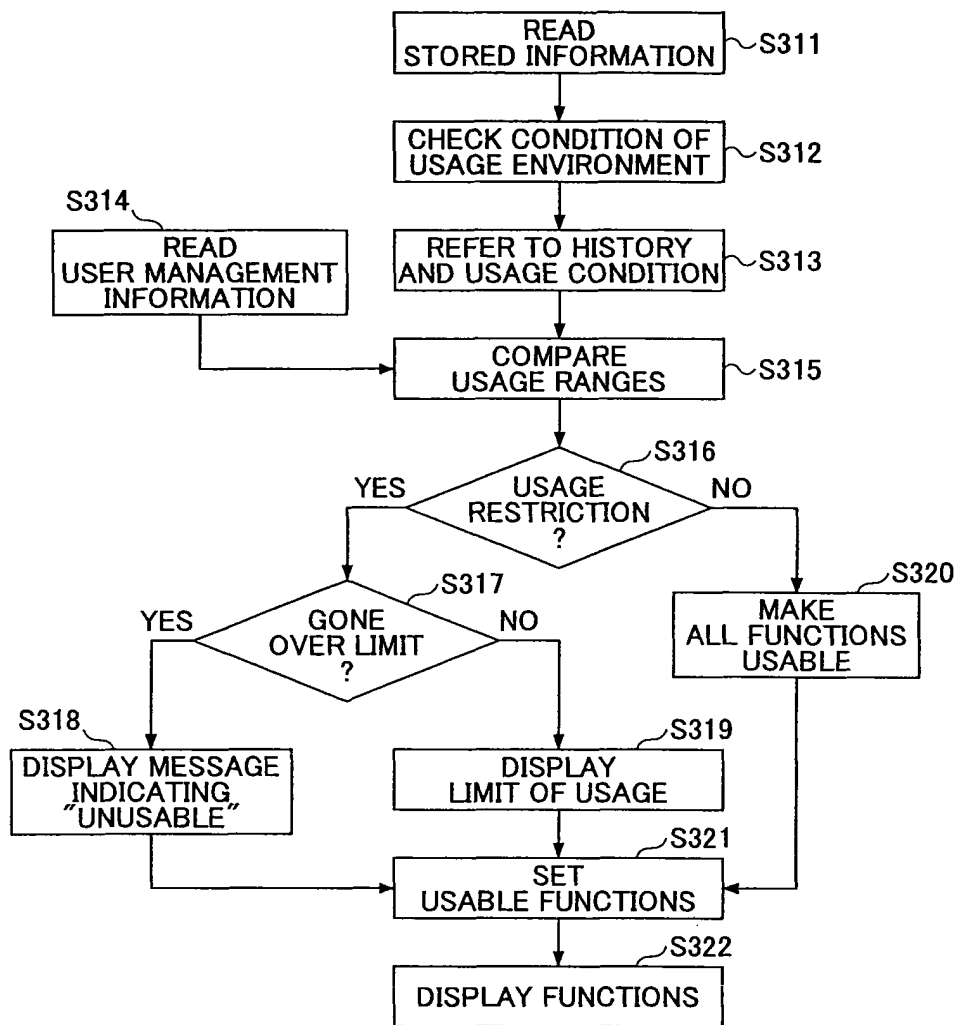 READ
STORED INFORMATION
S311
CHECK CONDITION OF
USAGE ENVIRONMENT
S312
S314
READ
USER MANAGEMENT
INFORMATION
REFER TO HISTORY
AND USAGE CONDITION
S313
COMPARE
USAGE RANGES
S315
S316
YES
USAGE
RESTRICTION
?
NO
S317
YES
GONE
OVER LIMIT
?
NO
S320
MAKE
ALL FUNCTIONS
USABLE
S318
DISPLAY MESSAGE
INDICATING
"UNUSABLE"
S319
DISPLAY
LIMIT OF USAGE
S321
SET
USABLE FUNCTIONS
S322
DISPLAY FUNCTIONS